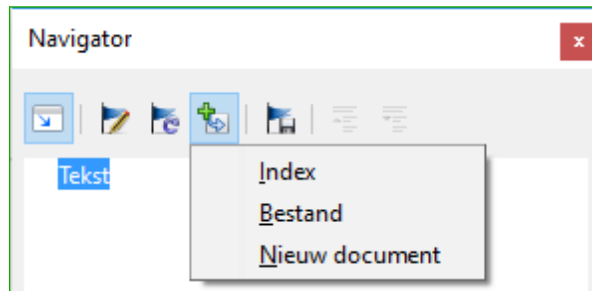 Navigator
Tekst
Index
Bestand
Nieuw document